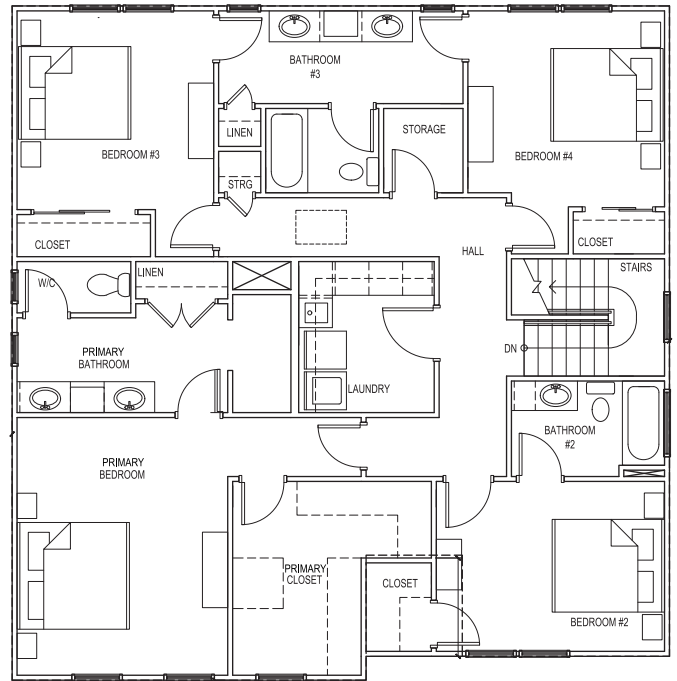 BATHROOM
#3
LINEN
STORAGE
BEDROOM #3
BEDROOM #4
STRG
CLOSET
HALL
CLOSET
W/C
LINEN
STAIRS
PRIMARY
BATHROOM
DN
LAUNDRY
BATHROOM
#2
PRIMARY
BEDROOM
PRIMARY
CLOSET
CLOSET
BEDROOM #2